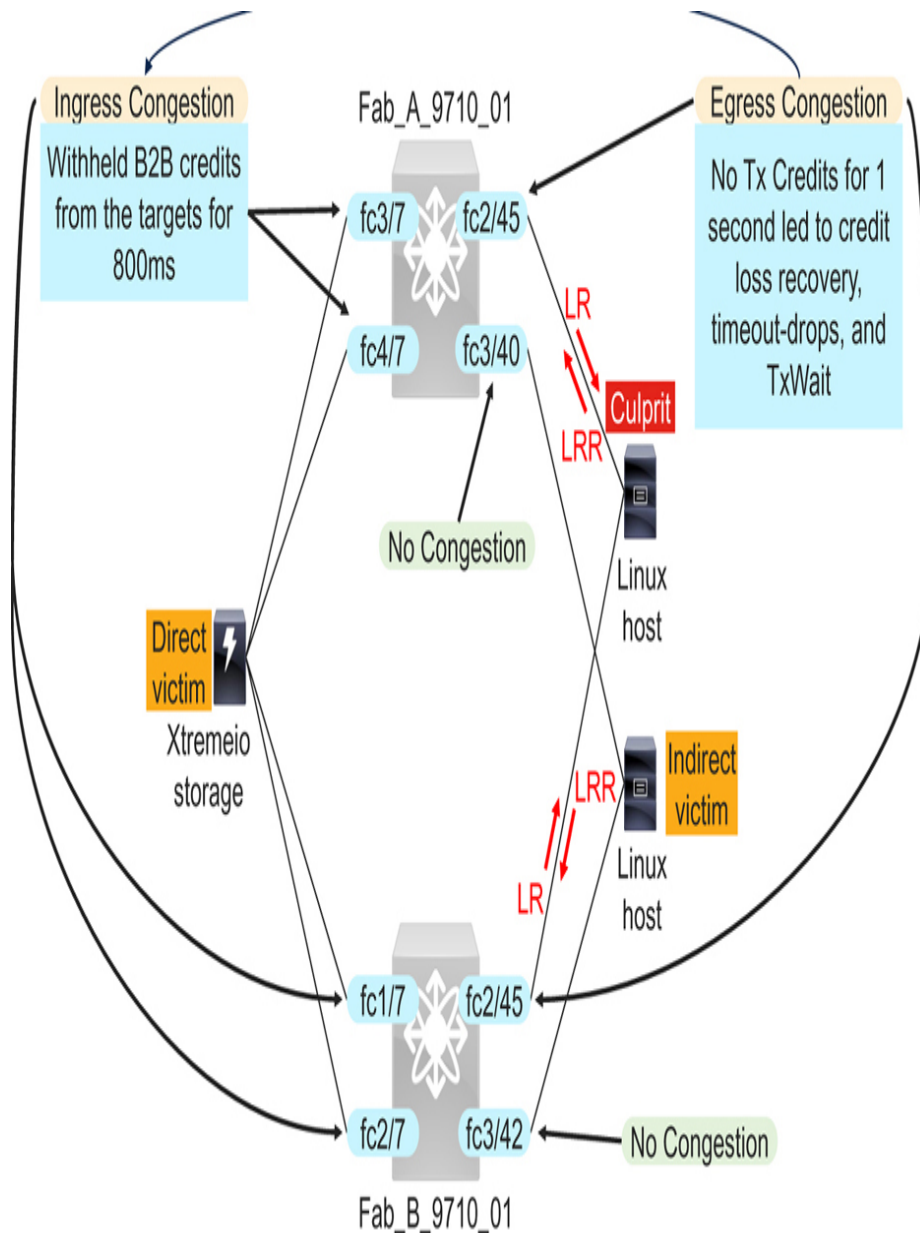 Ingress Congestion
Withheld B2B credits
from the targets for
800ms
Fab_A_9710_01
Egress Congestion
No Tx Credits for 1
second led to credit
loss recovery,
timeout-drops, and
TxWait
fc3/7
fc2/45
fc4/7
fc3/40
LR
LRR
Culprit
Linux
host
No Congestion
Direct
victim
Xtremeio
storage
Indirect
victim
Linux
host
LRR
LR
fc1/7
fc2/45
fc2/7
fc3/42
No Congestion
Fab_B_9710_01